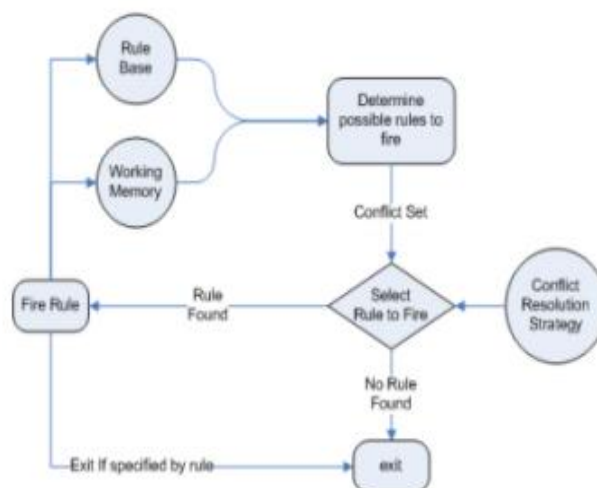 Rule
Base
Determine
possible rules to
fire
Working
Memory
Conflict Set
Fire Rule
Rule
Found
Select
Rule to Fire
Conflict
Resolution
Strategy
No Rule
Found
Exit If specified by rule
exit